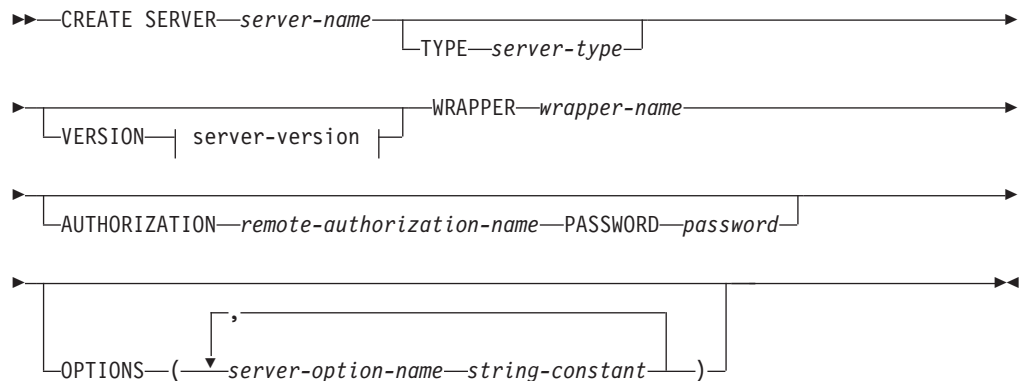 CREATE SERVER server-name
TYPE server-type
VERSION server-version WRAPPER wrapper-name
AUTHORIZATION remote-authorization-name PASSWORD password
,
OPTIONS ( server-option-name string-constant )